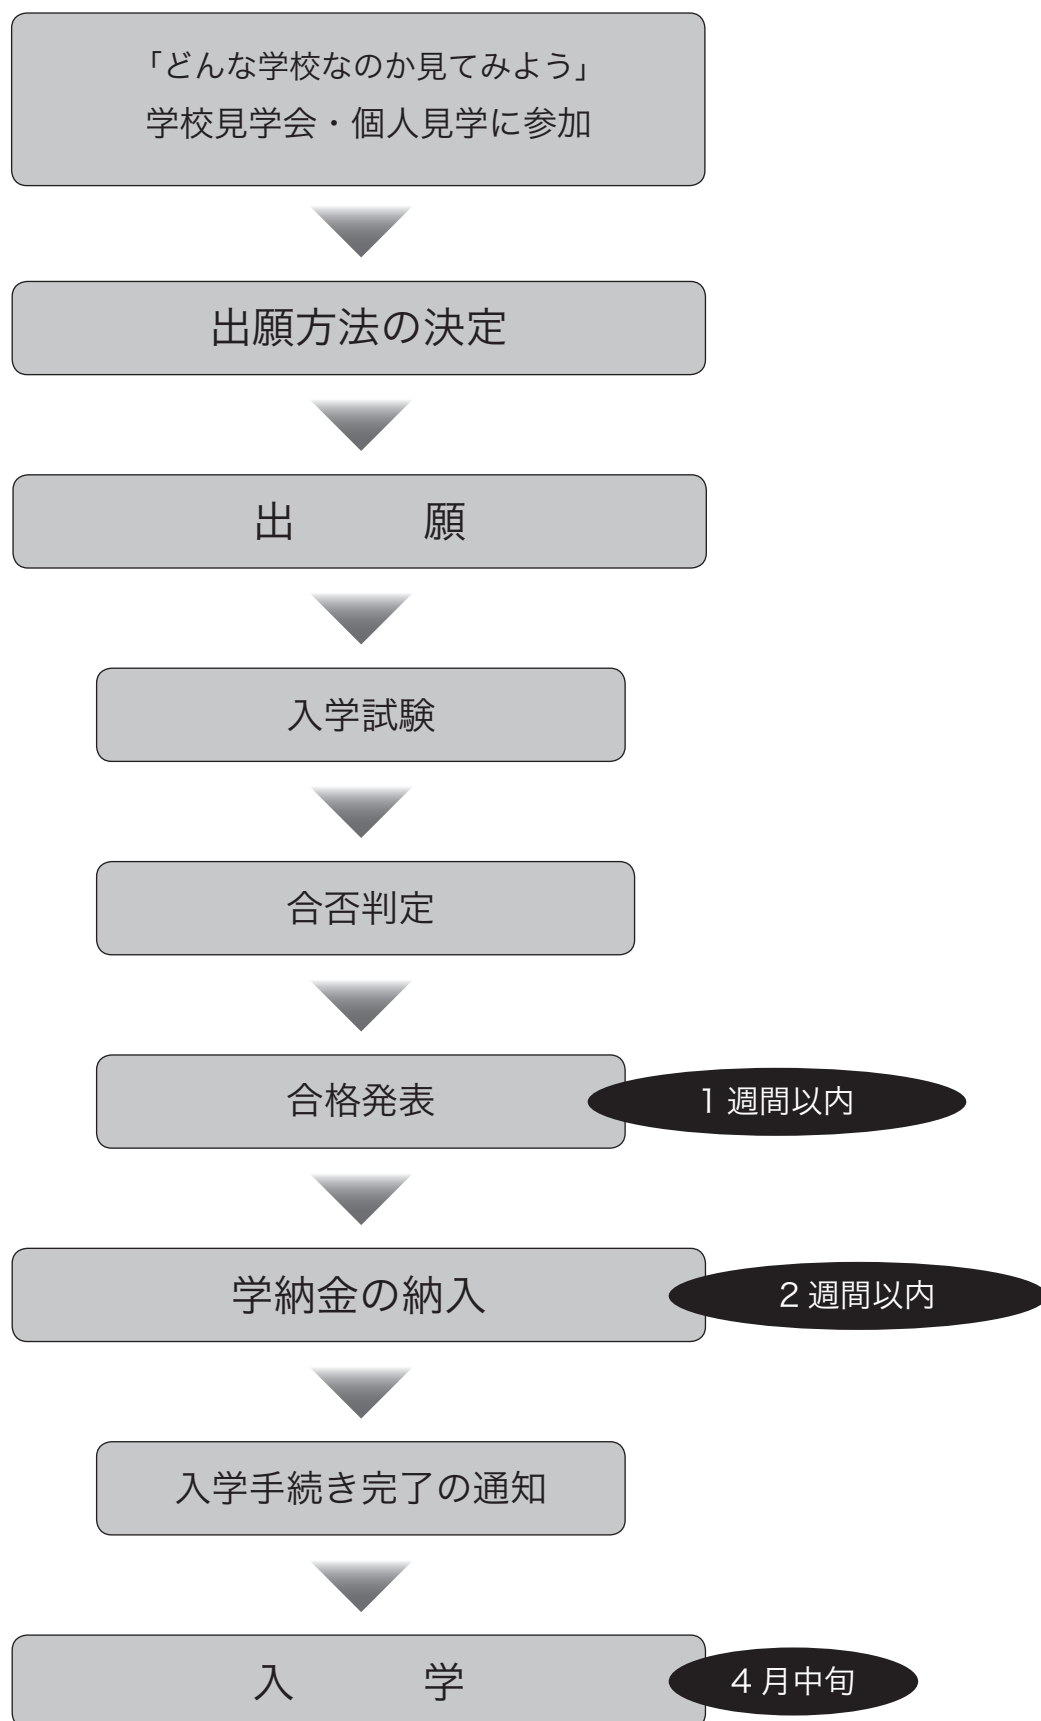 「どんな学校なのか見てみよう」
学校見学会・個人見学に参加
出願方法の決定
出　願
入学試験
合否判定
合格発表
1 週間以内
学納金の納入
2 週間以内
入学手続き完了の通知
入　学
4 月中旬